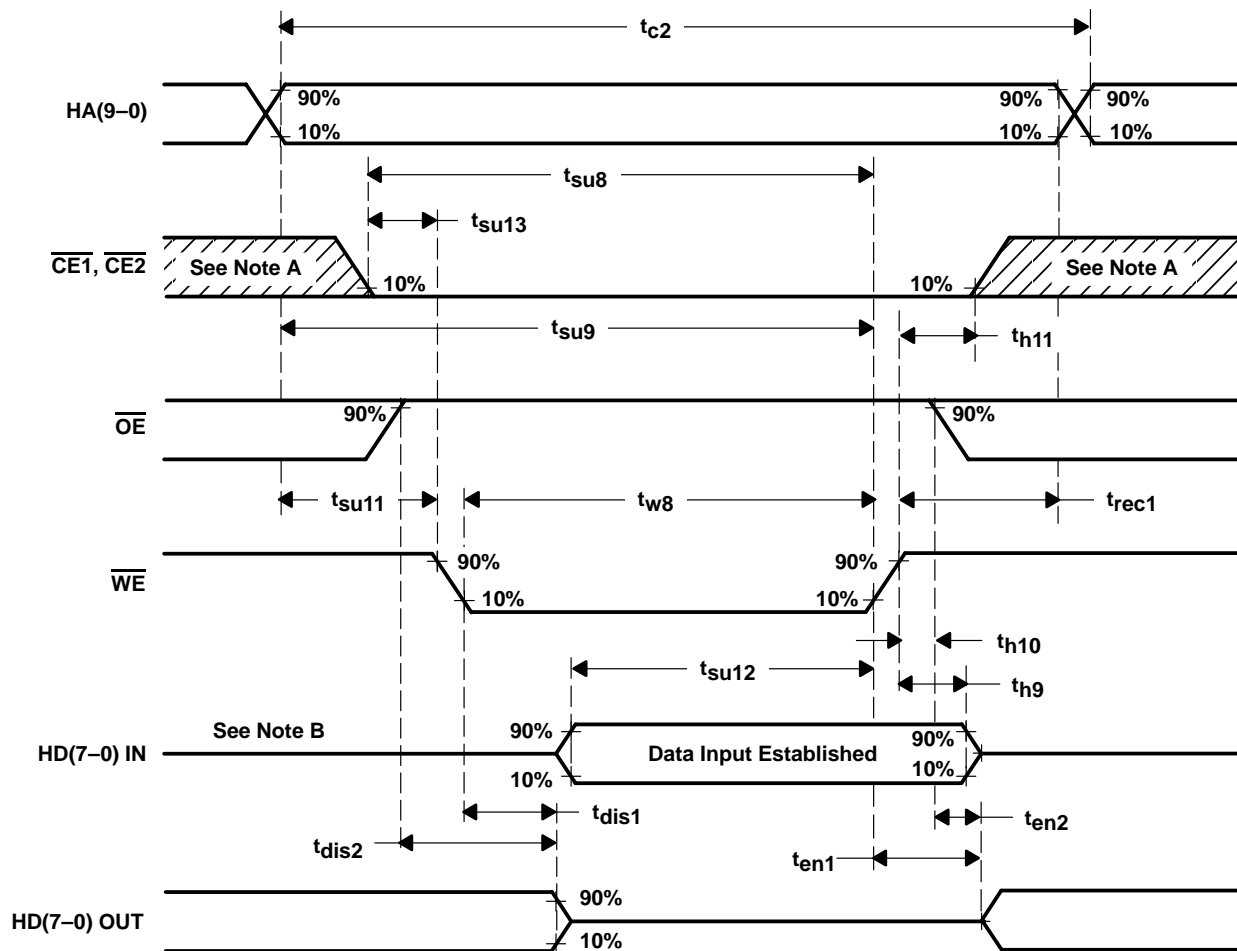 tc2
HA(9–0)
90%
90%
90%
10%
10%
10%
tsu8
tsu13
CE1, CE2
See Note A
See Note A
10%
10%
tsu9
th11
OE
90%
90%
tsu11
tw8
trec1
WE
90%
90%
10%
10%
th10
tsu12
th9
See Note B
90%
90%
HD(7–0) IN
Data Input Established
10%
10%
tdis1
ten2
tdis2
ten1
90%
HD(7–0) OUT
10%